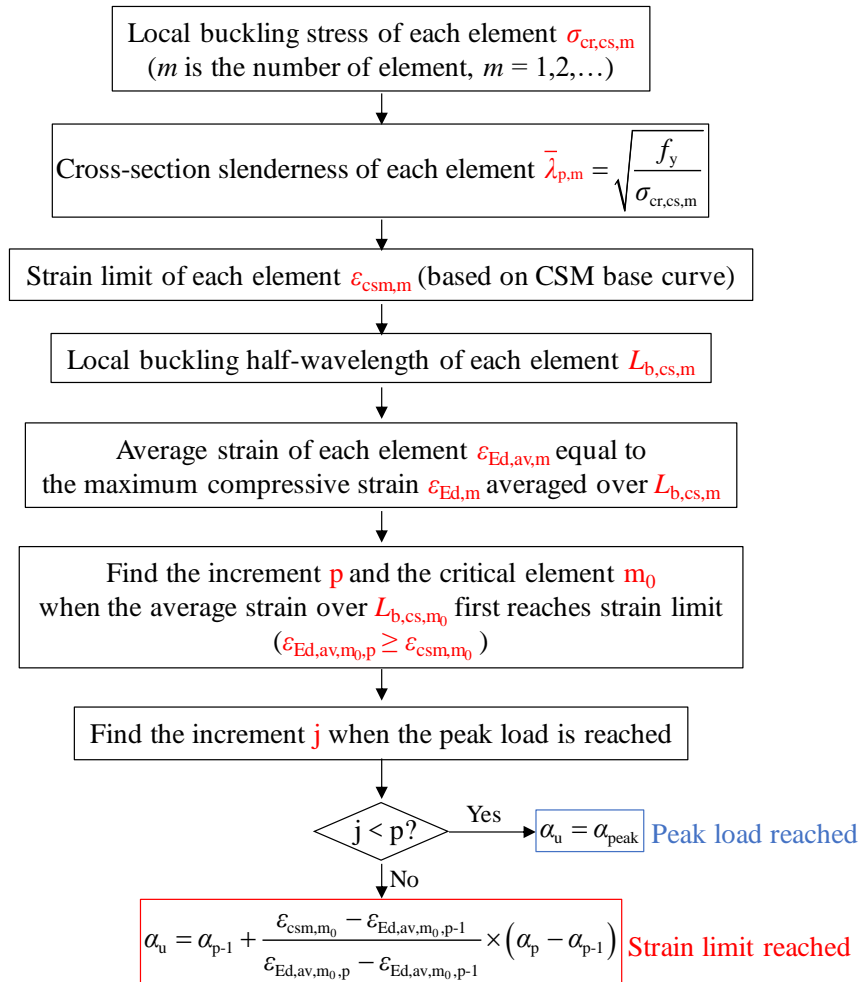 Local buckling stress of each element σcr,cs,m
(m is the number of element, m = 1,2,…)
Cross-section slenderness of each element λ̄p,m = √(fy / σcr,cs,m)
Strain limit of each element εcsm,m (based on CSM base curve)
Local buckling half-wavelength of each element Lb,cs,m
Average strain of each element εEd,av,m equal to
the maximum compressive strain εEd,m averaged over Lb,cs,m
Find the increment p and the critical element m0
when the average strain over Lb,cs,m0 first reaches strain limit
(εEd,av,m0,p ≥ εcsm,m0 )
Find the increment j when the peak load is reached
j < p?
Yes
αu = αpeak Peak load reached
No
αu = αp-1 + (εcsm,m0 − εEd,av,m0,p-1) / (εEd,av,m0,p − εEd,av,m0,p-1) × (αp − αp-1) Strain limit reached